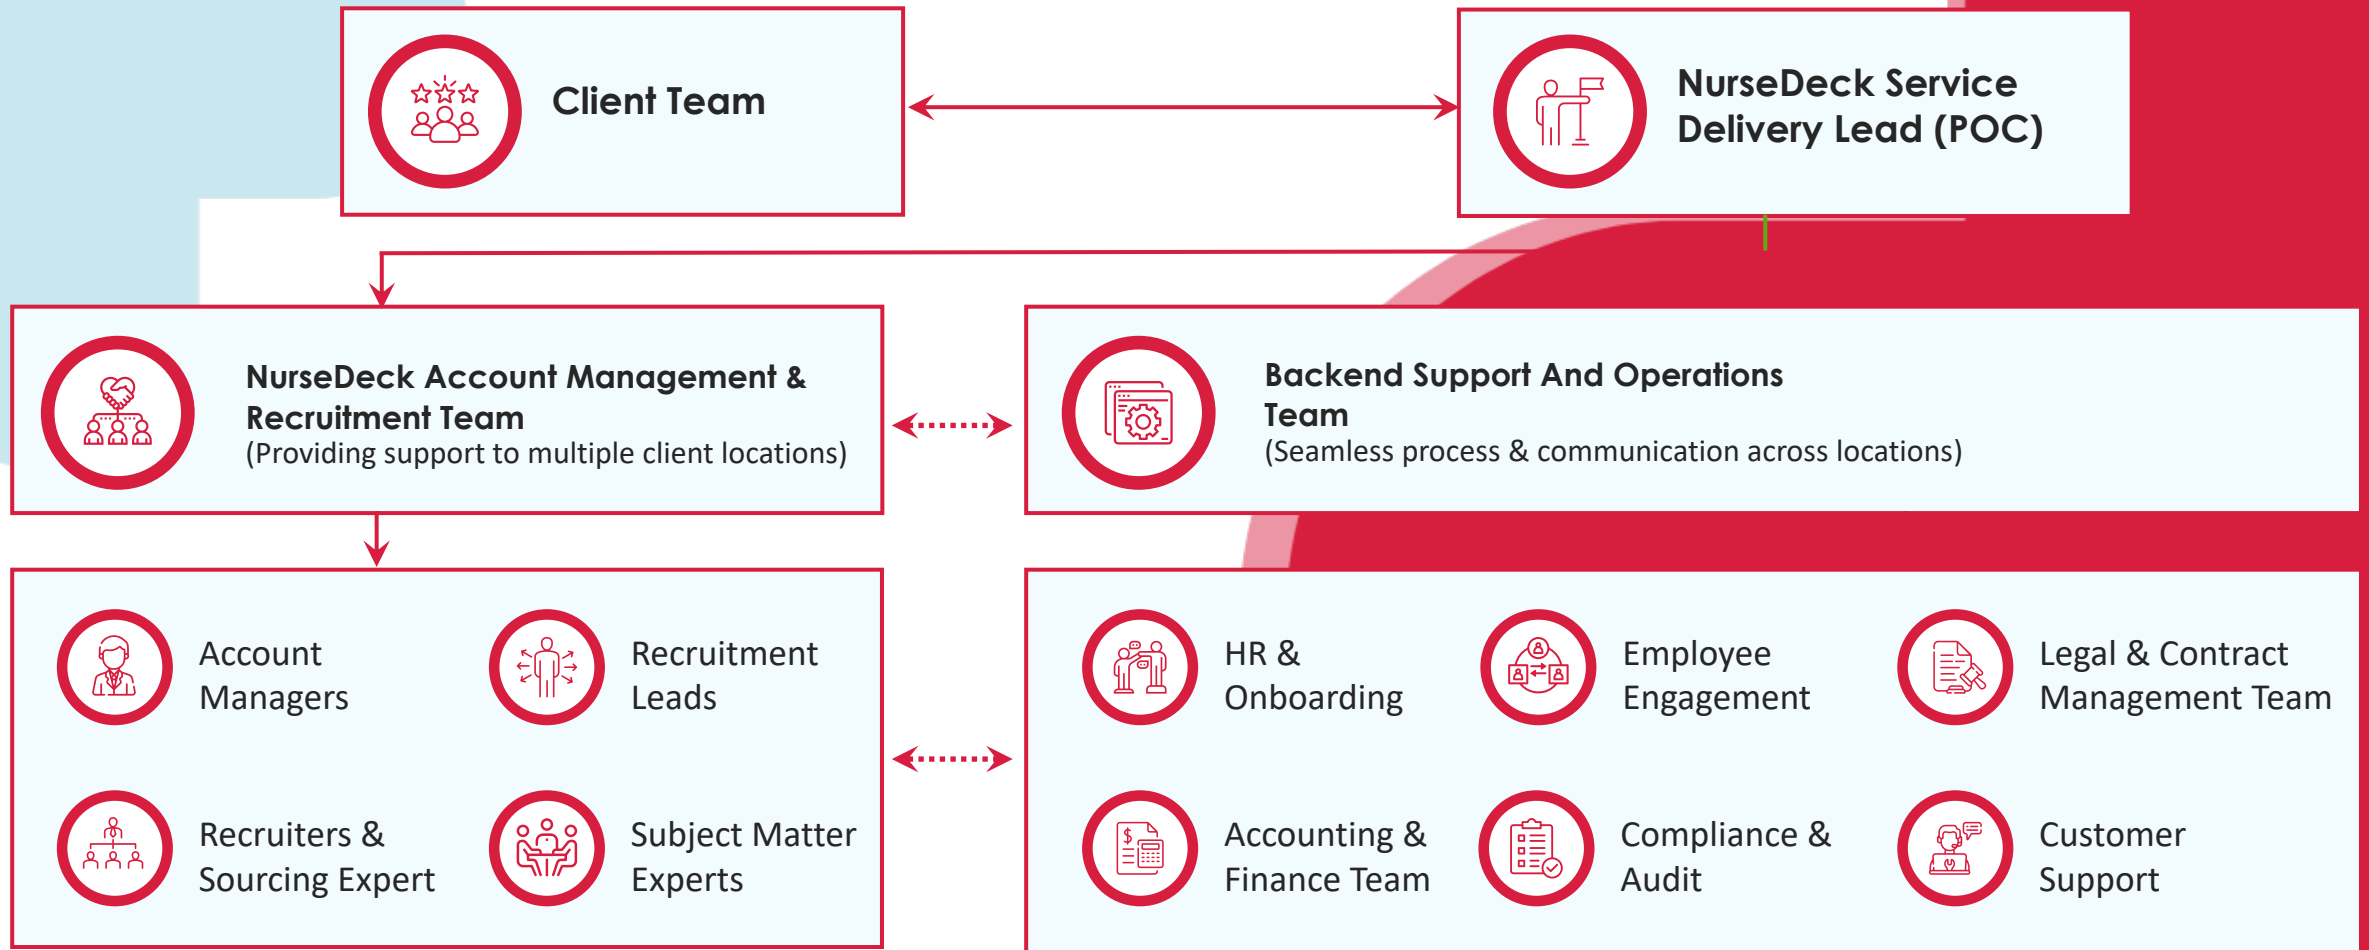 Client Team
NurseDeck Service
Delivery Lead (POC)
NurseDeck Account Management &
Recruitment Team
(Providing support to multiple client locations)
Backend Support And Operations
Team
(Seamless process & communication across locations)
Account
Managers
Recruitment
Leads
Recruiters &
Sourcing Expert
Subject Matter
Experts
HR &
Onboarding
Employee
Engagement
Legal & Contract
Management Team
Accounting &
Finance Team
Compliance &
Audit
Customer
Support